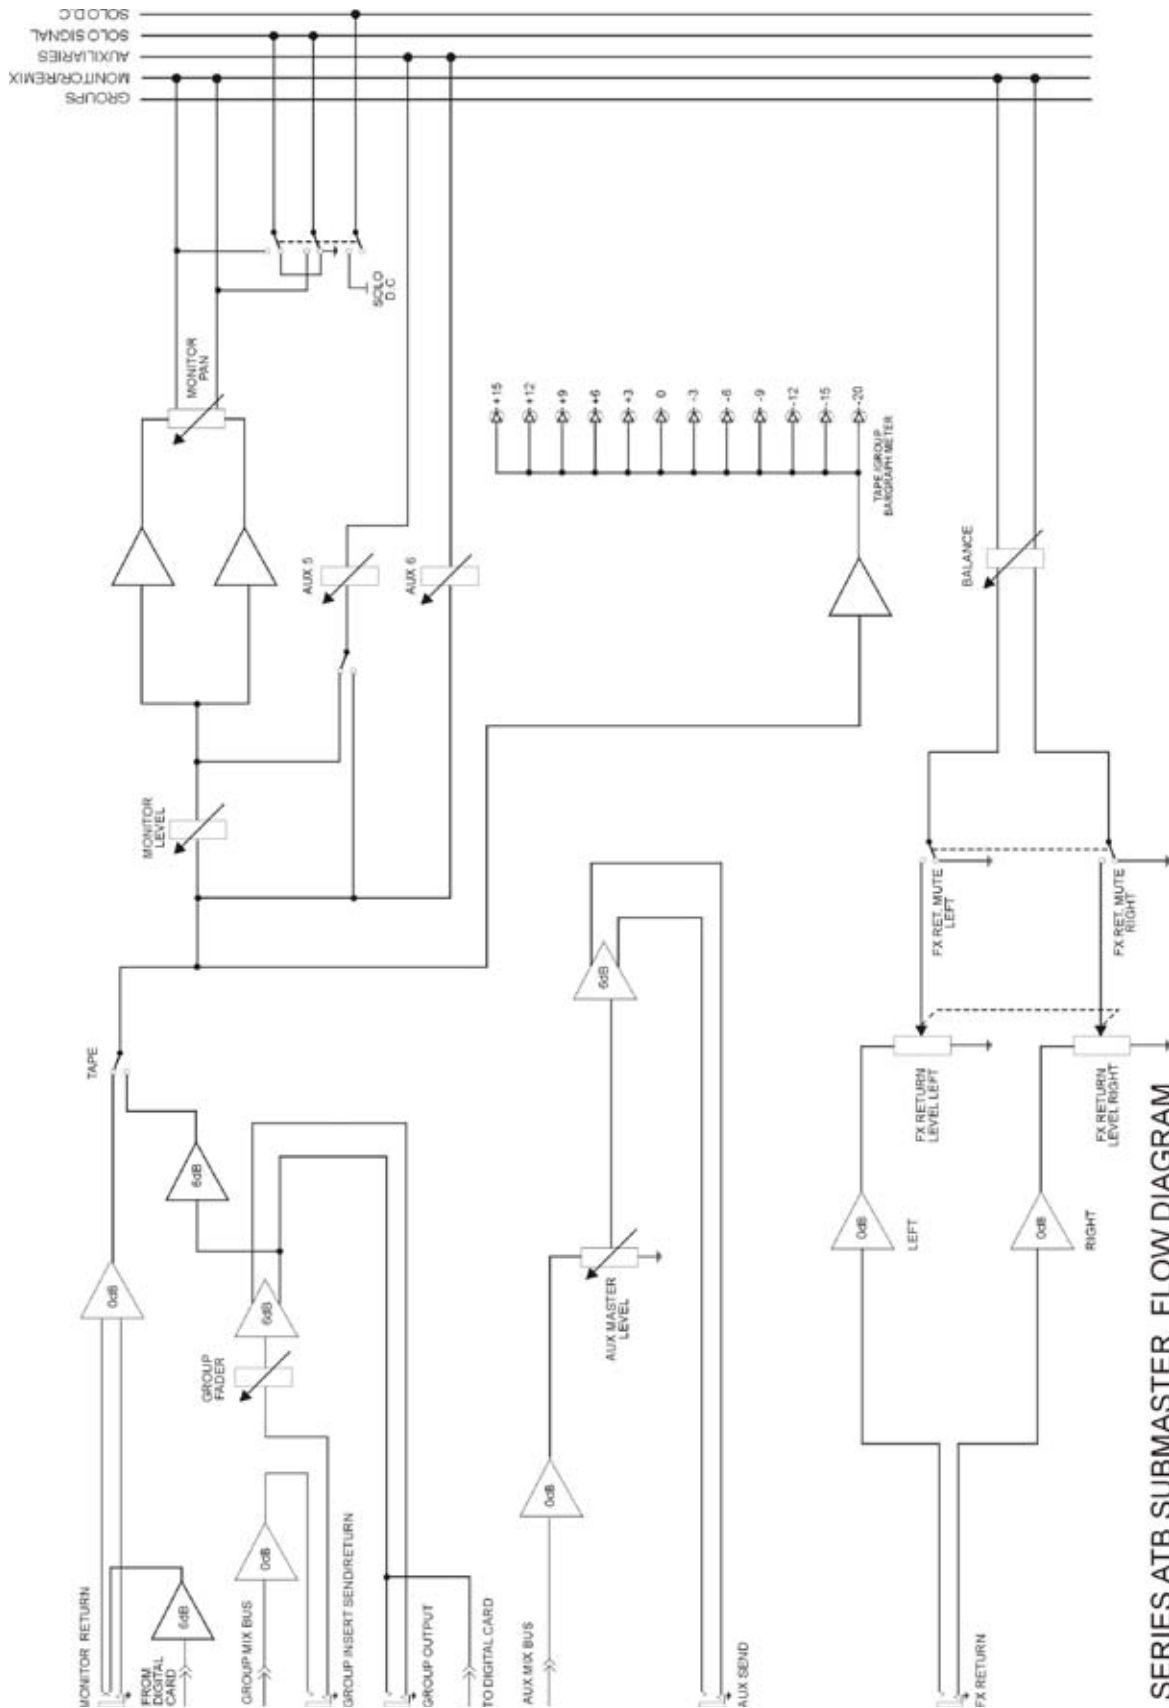 SOLO D.C
SOLO SIGNAL
AUXILIARIES
MONITOR/REMIX
GROUPS
SOLO
D.C
MONITOR
PAN
+15
+12
+9
+6
+3
0
-3
-6
-9
-12
-15
-20
TAPE/GROUP
BARGRAPH METER
AUX 5
AUX 6
BALANCE
MONITOR
LEVEL
FX RET. MUTE
LEFT
FX RET. MUTE
RIGHT
6dB
TAPE
FX RETURN
LEVEL LEFT
FX RETURN
LEVEL RIGHT
6dB
0dB
LEFT
0dB
RIGHT
0dB
6dB
AUX MASTER
LEVEL
GROUP
FADER
0dB
0dB
6dB
MONITOR RETURN
FROM
DIGITAL
CARD
GROUP MIX BUS
GROUP INSERT SEND/RETURN
GROUP OUTPUT
TO DIGITAL CARD
AUX MIX BUS
AUX SEND
FX RETURN
SERIES ATB SUBMASTER FLOW DIAGRAM